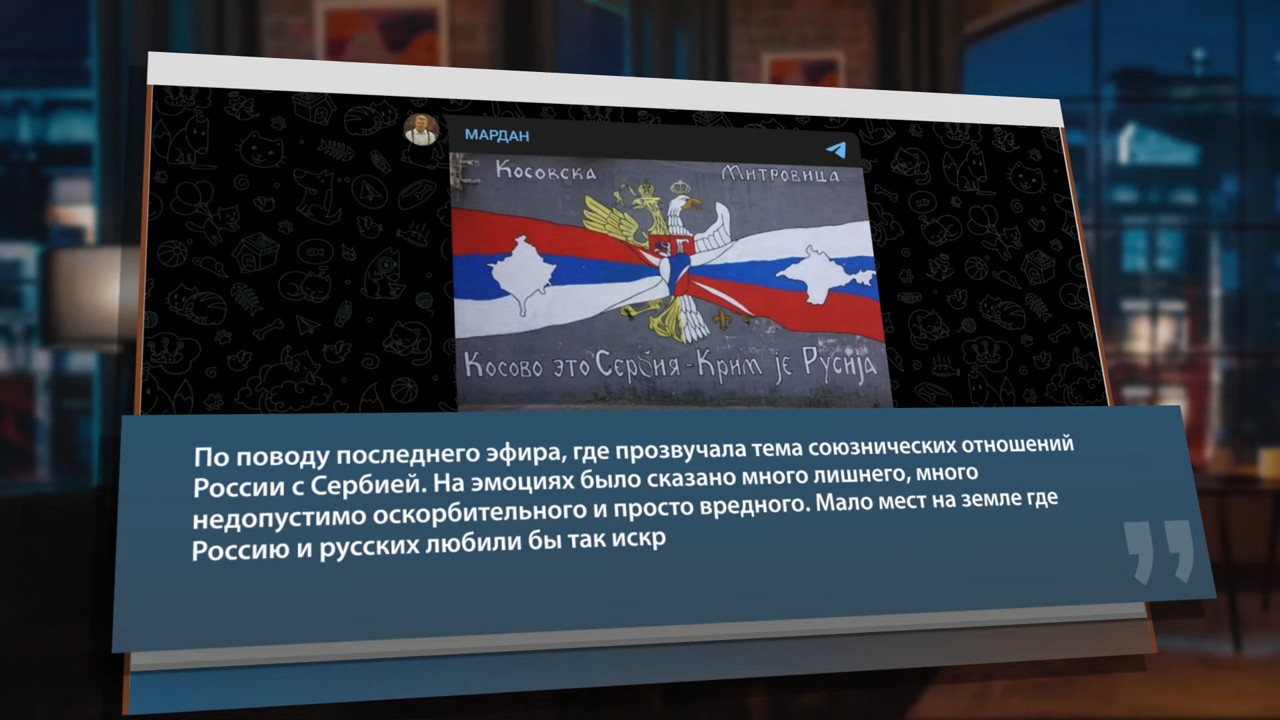 МАРДАН
Косовска Митровица
Косово это Сербия-Крим је Русија
По поводу последнего эфира, где прозвучала тема союзнических отношений
России с Сербией. На эмоциях было сказано много лишнего, много
недопустимо оскорбительного и просто вредного. Мало мест на земле где
Россию и русских любили бы так искр